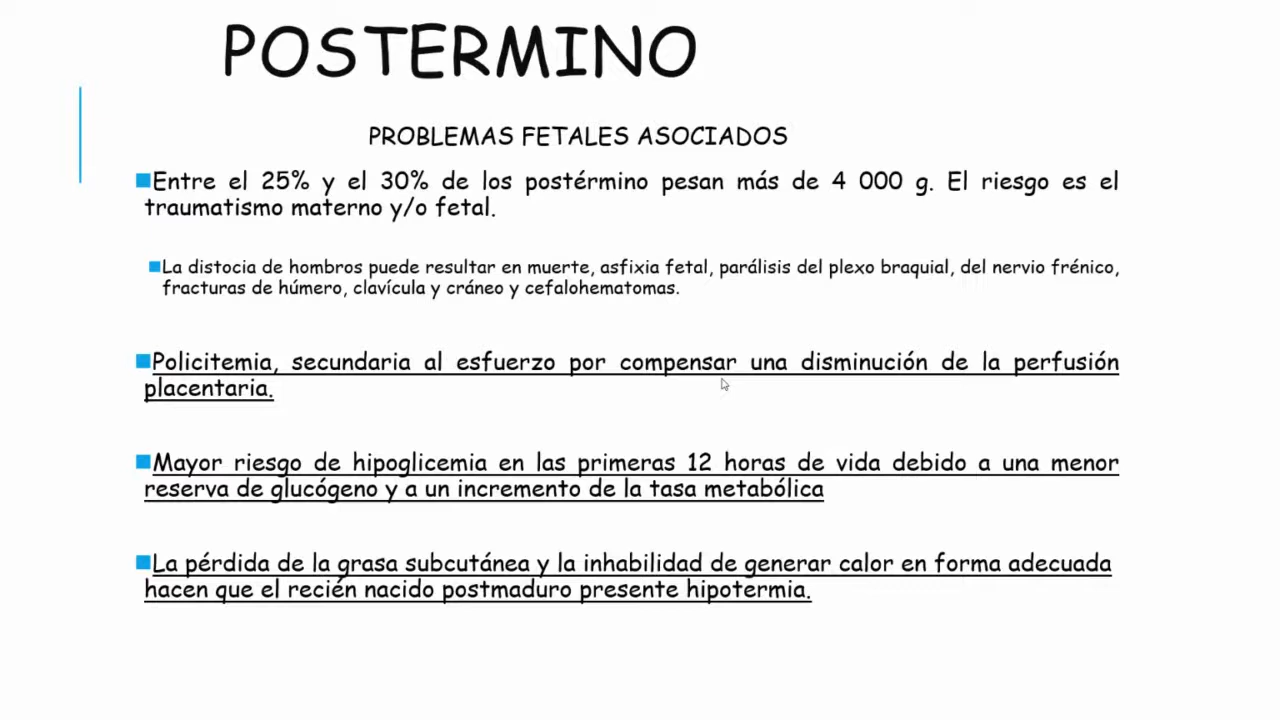 POSTERMINO
PROBLEMAS FETALES ASOCIADOS
Entre el 25% y el 30% de los postérmino pesan más de 4 000 g. El riesgo es el
traumatismo materno y/o fetal.
La distocia de hombros puede resultar en muerte, asfixia fetal, parálisis del plexo braquial, del nervio frénico,
fracturas de húmero, clavícula y cráneo y cefalohematomas.
Policitemia, secundaria al esfuerzo por compensar una disminución de la perfusión
placentaria.
Mayor riesgo de hipoglicemia en las primeras 12 horas de vida debido a una menor
reserva de glucógeno y a un incremento de la tasa metabólica
La pérdida de la grasa subcutánea y la inhabilidad de generar calor en forma adecuada
hacen que el recién nacido postmaduro presente hipotermia.